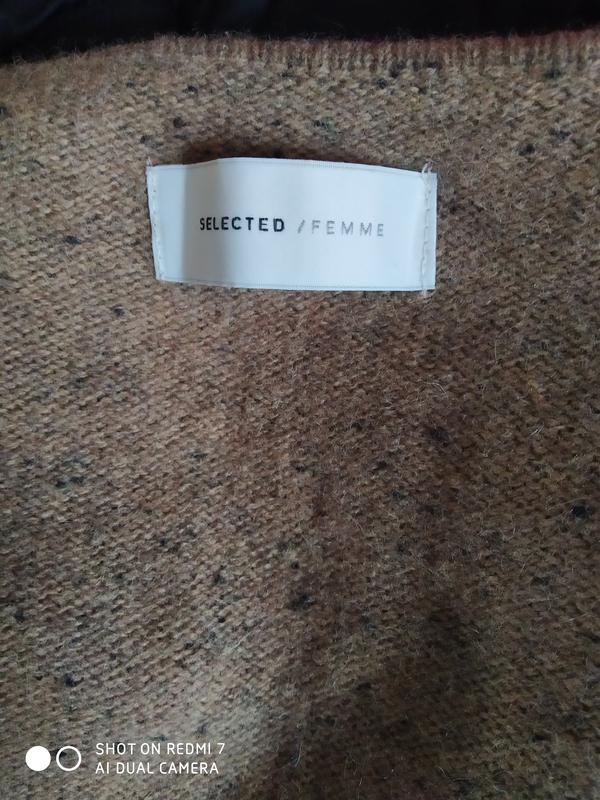 SELECTED /FEMME
SHOT ON REDMI 7
AI DUAL CAMERA